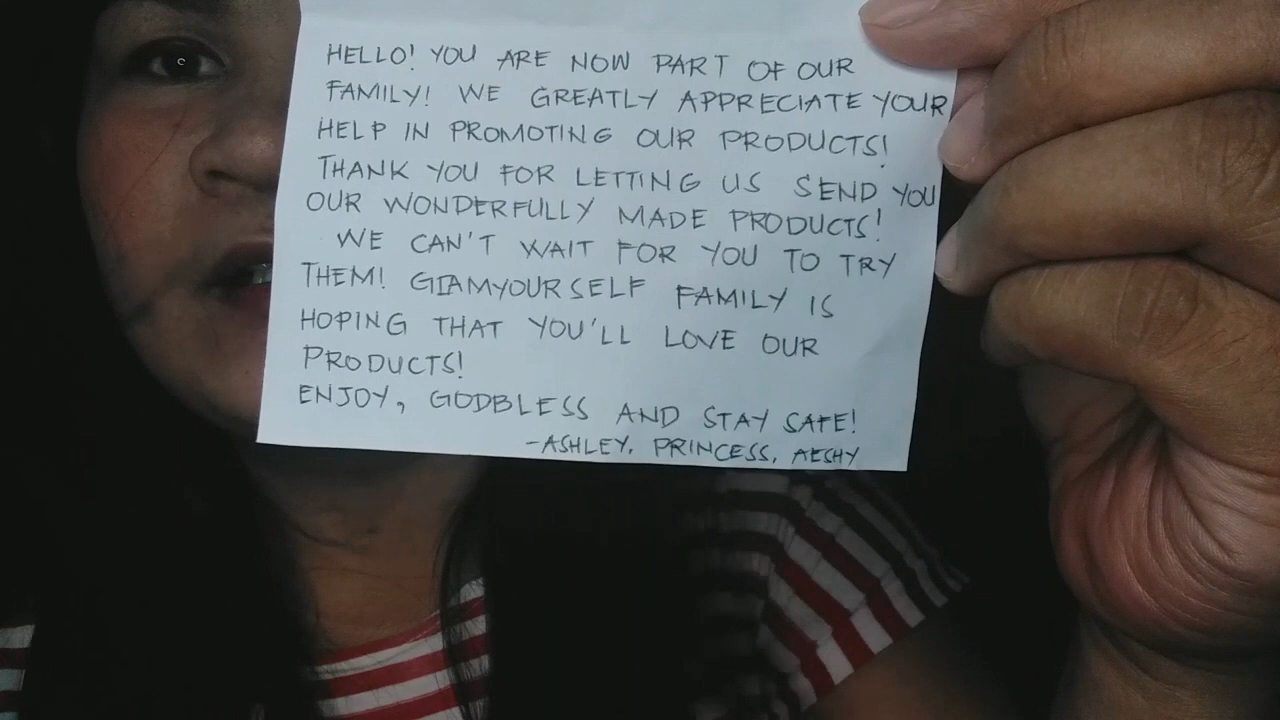 HELLO! YOU ARE NOW PART OF OUR
FAMILY! WE GREATLY APPRECIATE YOUR
HELP IN PROMOTING OUR PRODUCTS!
THANK YOU FOR LETTING US SEND YOU
OUR WONDERFULLY MADE PRODUCTS!
WE CAN'T WAIT FOR YOU TO TRY
THEM! GLAMYOURSELF FAMILY IS
HOPING THAT YOU'LL LOVE OUR
PRODUCTS!
ENJOY, GODBLESS AND STAY SAFE!
-ASHLEY, PRINCESS, AESHY